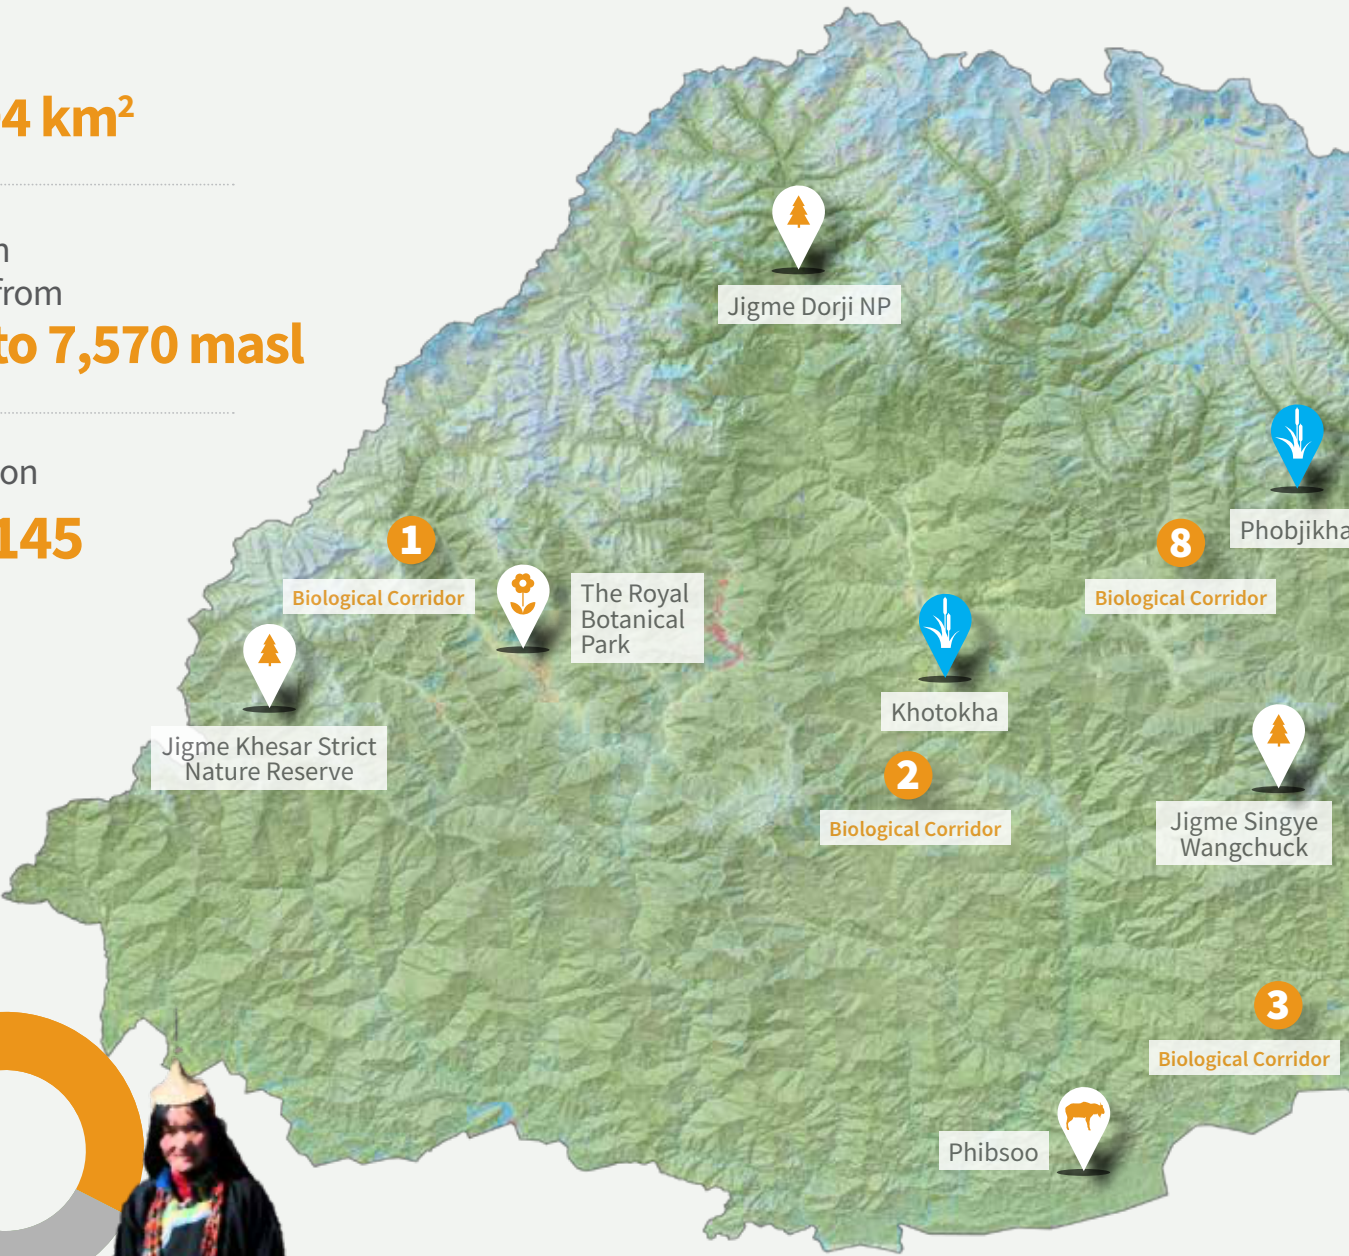 4 km²
from
to 7,570 masl
on
145
Jigme Dorji NP
Phobjikha
1
Biological Corridor
8
Biological Corridor
The Royal
Botanical
Park
Khotokha
Jigme Khesar Strict
Nature Reserve
2
Biological Corridor
Jigme Singye
Wangchuck
3
Biological Corridor
Phibsoo